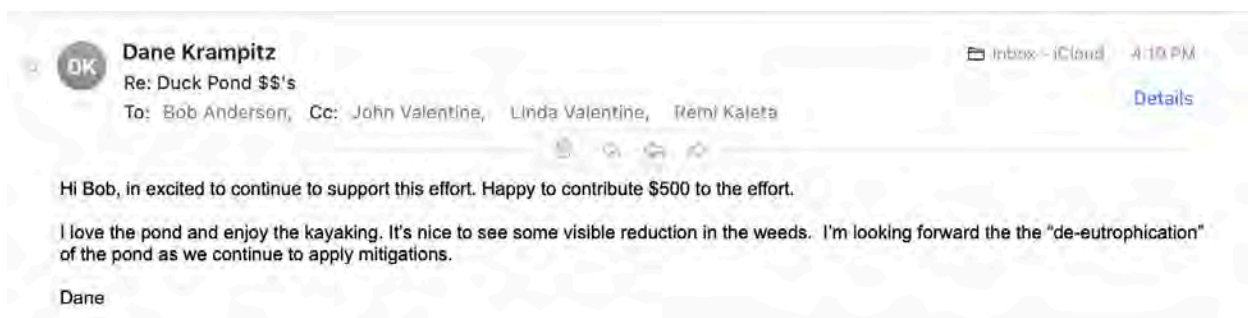 DK
Dane Krampitz
Inbox - iCloud 4:19 PM
Re: Duck Pond $$'s
Details
To: Bob Anderson, Cc: John Valentine, Linda Valentine, Remi Kaleta
Hi Bob, in excited to continue to support this effort. Happy to contribute $500 to the effort.
I love the pond and enjoy the kayaking. It's nice to see some visible reduction in the weeds. I'm looking forward the the “de-eutrophication”
of the pond as we continue to apply mitigations.
Dane